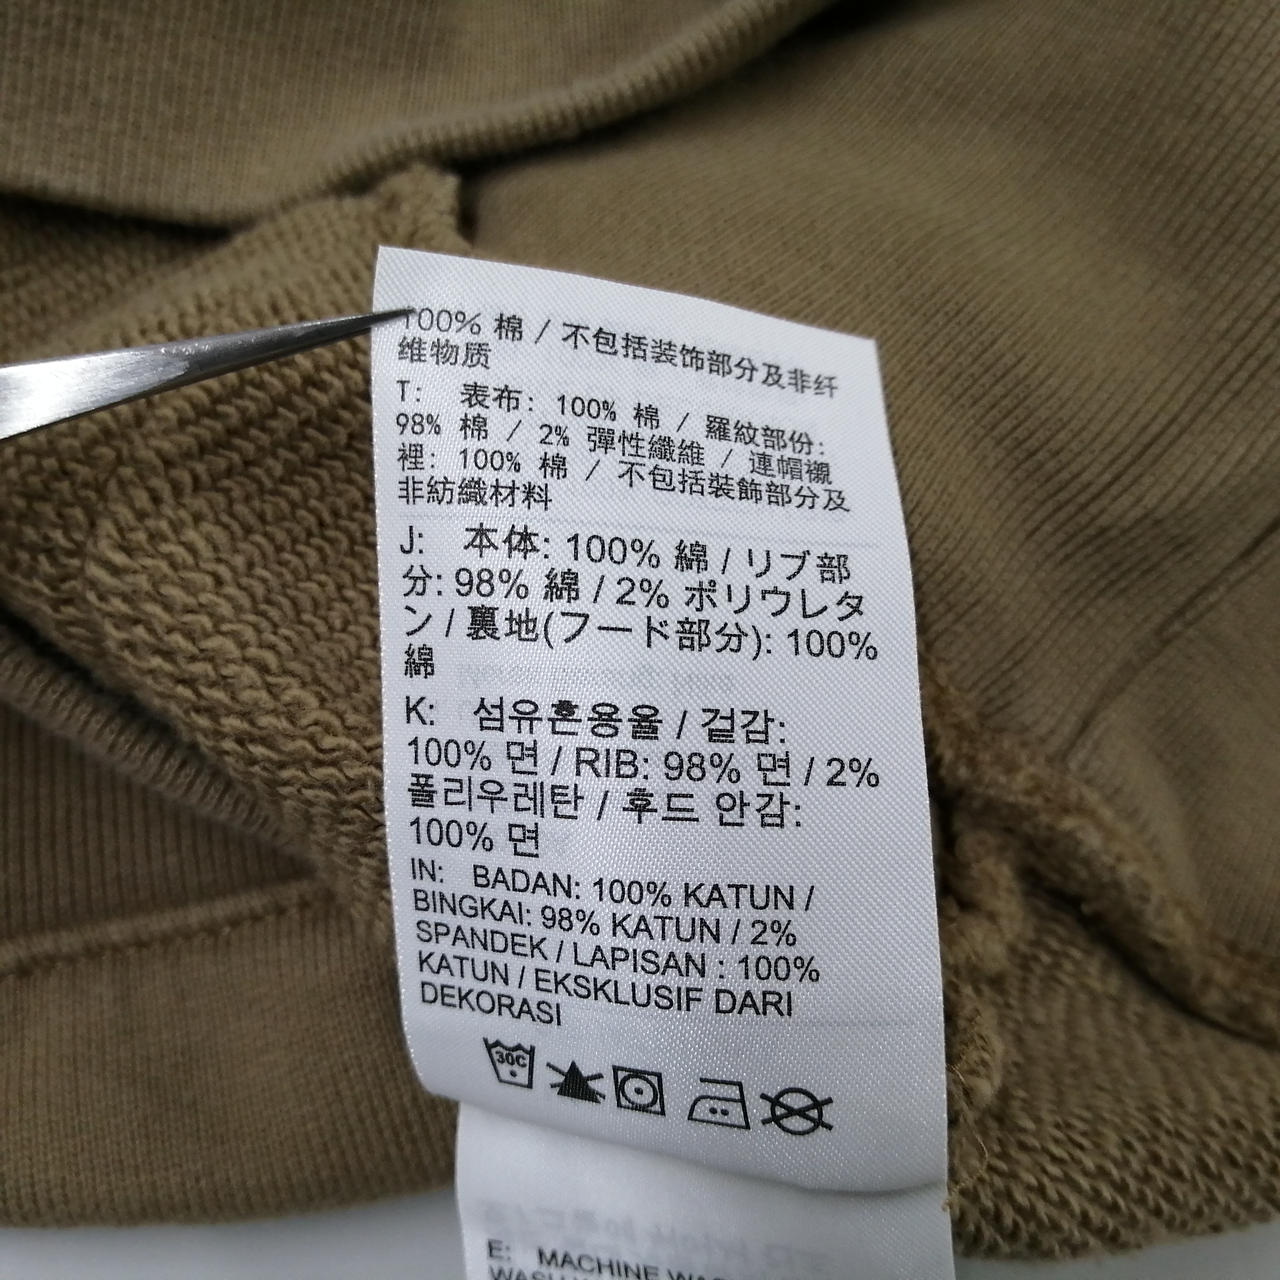 100% 棉 / 不包括装饰部分及非纤
维物质
T: 表布: 100% 棉 / 羅紋部份:
98% 棉 / 2% 彈性纖維 / 連帽襯
裡: 100% 棉 / 不包括裝飾部分及
非紡織材料
J: 本体: 100% 綿 / リブ部
分: 98% 綿 / 2% ポリウレタ
ン / 裏地(フード部分): 100%
綿
K: 섬유혼용율 / 겉감:
100% 면 / RIB: 98% 면 / 2%
폴리우레탄 / 후드 안감:
100% 면
IN: BADAN: 100% KATUN /
BINGKAI: 98% KATUN / 2%
SPANDEK / LAPISAN : 100%
KATUN / EKSKLUSIF DARI
DEKORASI
30C
E: MACHINE